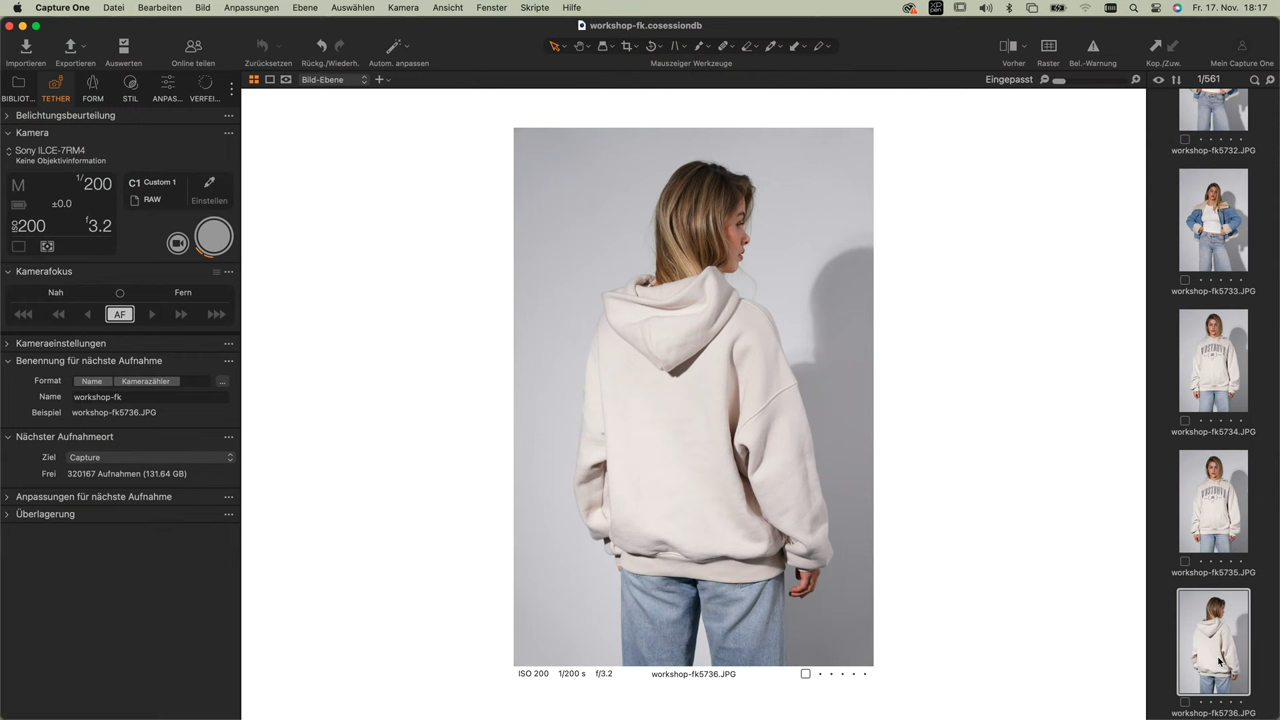 Capture One Datei Bearbeiten Bild Anpassungen Ebene Auswählen Kamera Ansicht Fenster Skripte Hilfe Fr. 17. Nov. 18:17
workshop-fk.cosessiondb
Importieren Exportieren Auswerten Online teilen Zurücksetzen Rückg./Wiederh. Autom. anpassen Mauszeiger Werkzeuge Vorher Raster Bel.-Warnung Kop./Zuw. Mein Capture One
Bild-Ebene Eingepasst 1/561
BIBLIOT... TETHER FORM STIL ANPAS... VERFEI...
Belichtungsbeurteilung
Kamera
Sony ILCE-7RM4
Keine Objektivinformation
M 1/200 C1 Custom 1
±0.0 RAW Einstellen
ISO200 f3.2
Kamerafokus
Nah Fern
AF
Kameraeinstellungen
Benennung für nächste Aufnahme
Format Name Kamerazähler ...
Name workshop-fk
Beispiel workshop-fk5736.JPG
Nächster Aufnahmeort
Ziel Capture
Frei 320167 Aufnahmen (131.64 GB)
Anpassungen für nächste Aufnahme
Überlagerung
ISO 200 1/200 s f/3.2 workshop-fk5736.JPG
workshop-fk5732.JPG
workshop-fk5733.JPG
workshop-fk5734.JPG
workshop-fk5735.JPG
workshop-fk5736.JPG